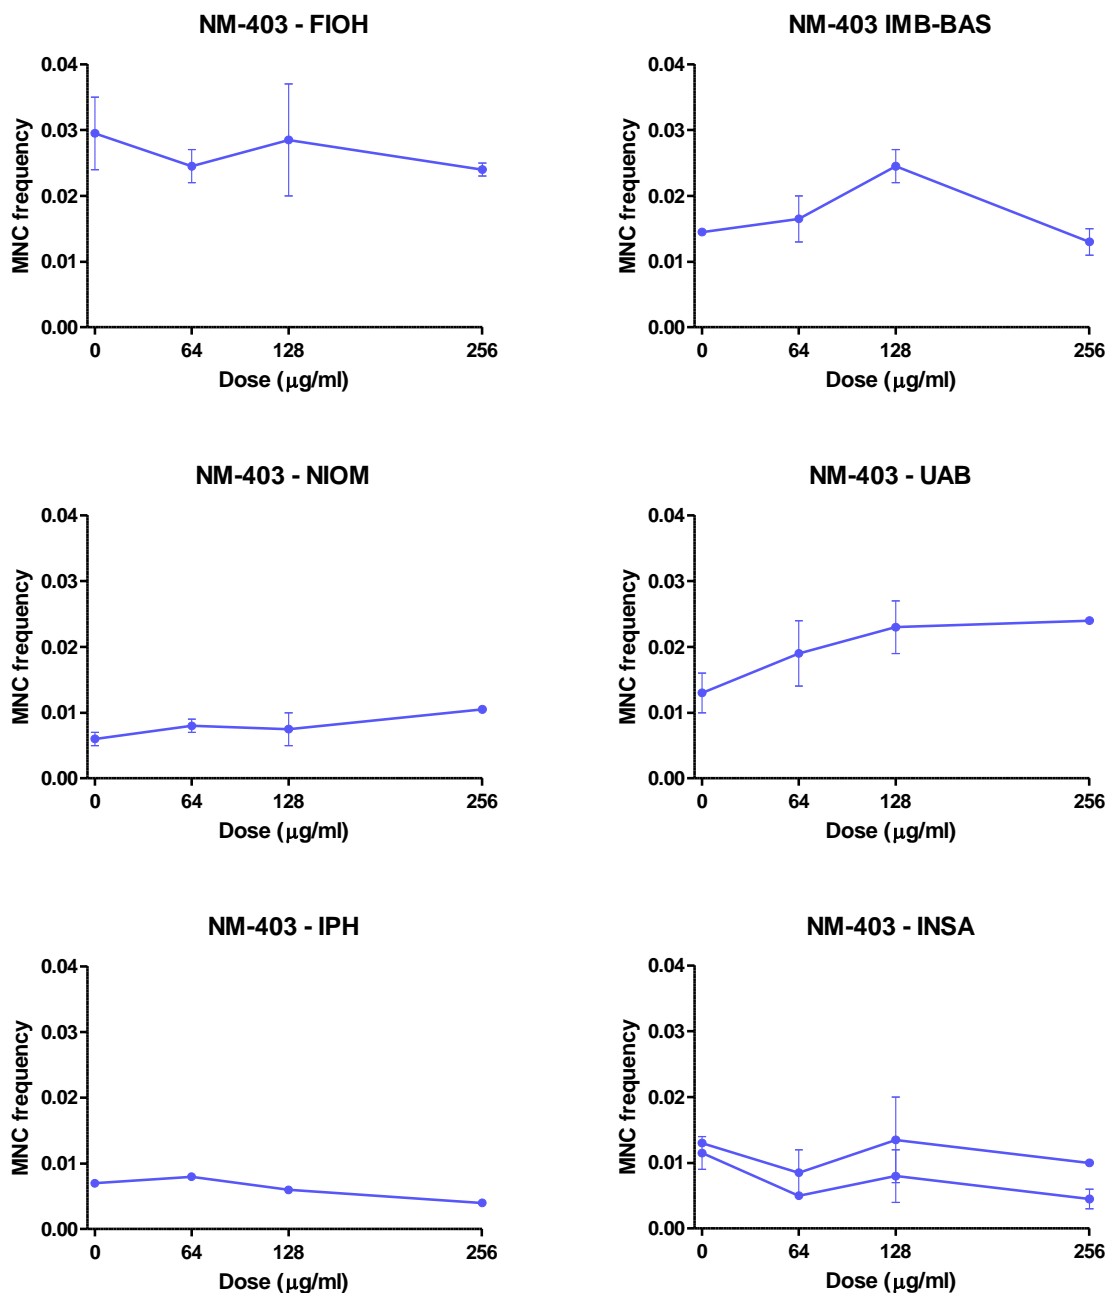 NM-403 - FIOH
MNC frequency
0.04
0.03
0.02
0.01
0.00
0 64 128 256
Dose (μg/ml)
NM-403 IMB-BAS
MNC frequency
0.04
0.03
0.02
0.01
0.00
0 64 128 256
Dose (μg/ml)
NM-403 - NIOM
MNC frequency
0.04
0.03
0.02
0.01
0.00
0 64 128 256
Dose (μg/ml)
NM-403 - UAB
MNC frequency
0.04
0.03
0.02
0.01
0.00
0 64 128 256
Dose (μg/ml)
NM-403 - IPH
MNC frequency
0.04
0.03
0.02
0.01
0.00
0 64 128 256
Dose (μg/ml)
NM-403 - INSA
MNC frequency
0.04
0.03
0.02
0.01
0.00
0 64 128 256
Dose (μg/ml)